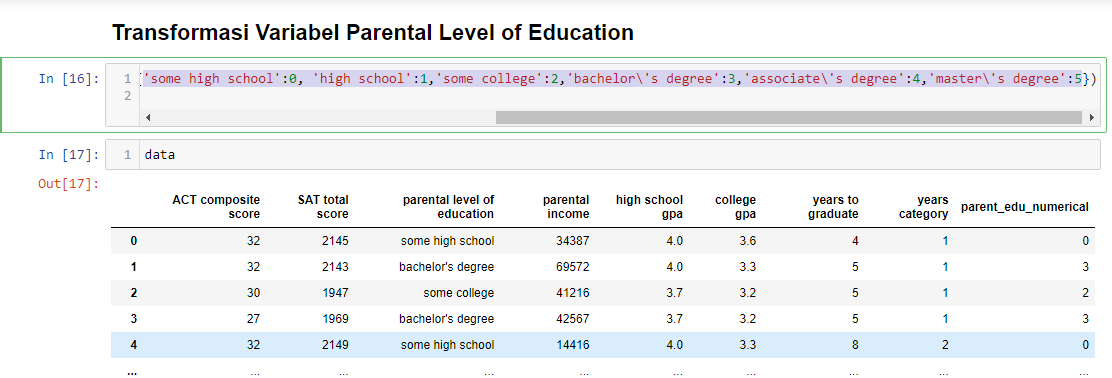 Transformasi Variabel Parental Level of Education
In [16]: 1 {'some high school':0, 'high school':1,'some college':2,'bachelor\'s degree':3,'associate\'s degree':4,'master\'s degree':5})
2
In [17]: 1 data
Out[17]:
ACT composite score SAT total score parental level of education parental income high school gpa college gpa years to graduate years category parent_edu_numerical
0 32 2145 some high school 34387 4.0 3.6 4 1 0
1 32 2143 bachelor's degree 69572 4.0 3.3 5 1 3
2 30 1947 some college 41216 3.7 3.2 5 1 2
3 27 1969 bachelor's degree 42567 3.7 3.2 5 1 3
4 32 2149 some high school 14416 4.0 3.3 8 2 0
... ... ... ... ... ... ... ... ... ...